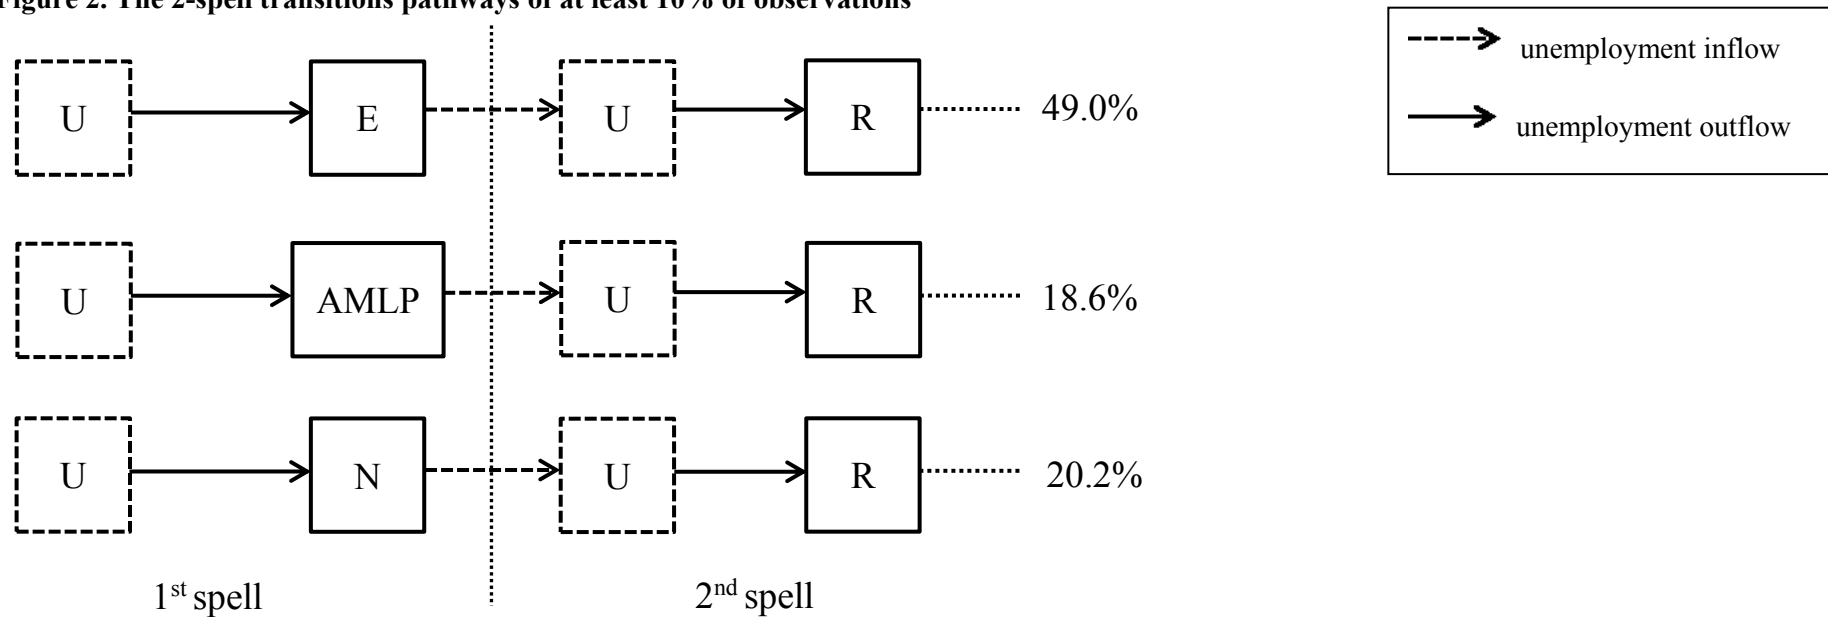 Figure 2. The 2-spell transitions pathways of at least 10% of observations
U E U R 49.0%
unemployment inflow
unemployment outflow
U AMLP U R 18.6%
U N U R 20.2%
1st spell 2nd spell